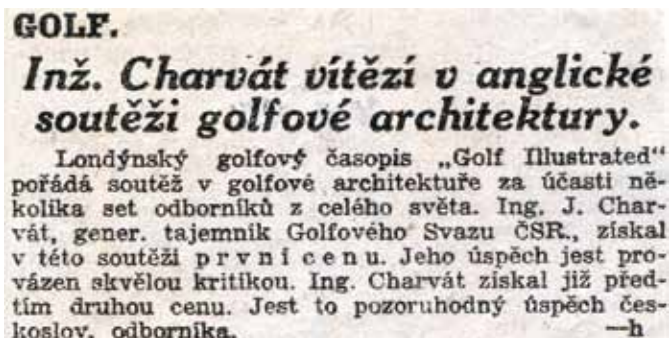 GOLF.
Inž. Charvát vítězí v anglické
soutěži golfové architektury.
Londýnský golfový časopis „Golf Illustrated“
pořádá soutěž v golfové architektuře za účasti ně-
kolika set odborníků z celého světa. Ing. J. Char-
vát, gener. tajemník Golfového Svazu ČSR., získal
v této soutěži první cenu. Jeho úspěch jest pro-
vázen skvělou kritikou. Ing. Charvát získal již před-
tím druhou cenu. Jest to pozoruhodný úspěch čes-
koslov. odborníka. —h